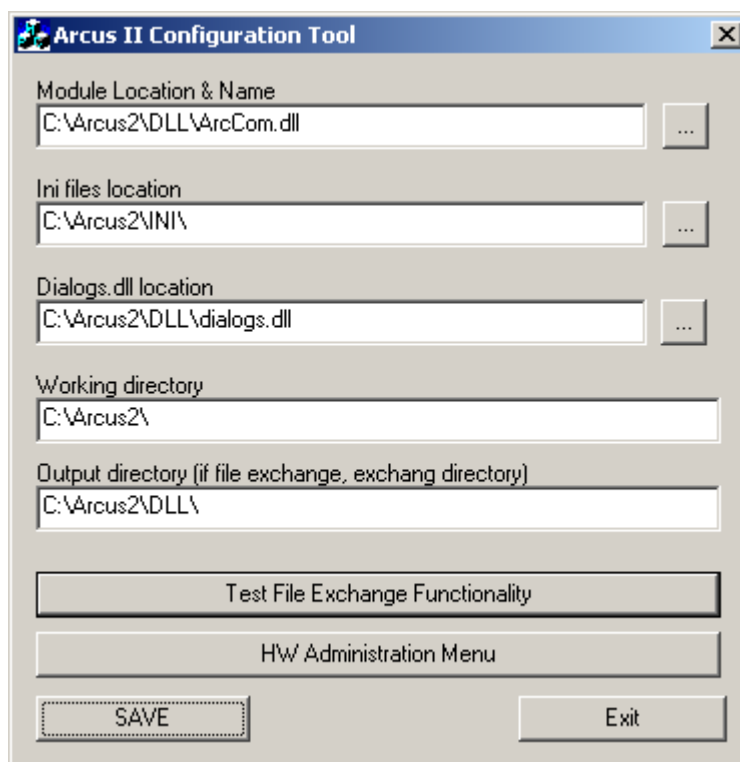 Arcus II Configuration Tool
Module Location & Name
C:\Arcus2\DLL\ArcCom.dll
...
Ini files location
C:\Arcus2\INI\
...
Dialogs.dll location
C:\Arcus2\DLL\dialogs.dll
...
Working directory
C:\Arcus2\
Output directory (if file exchange, exchang directory)
C:\Arcus2\DLL\
Test File Exchange Functionality
HW Administration Menu
SAVE Exit